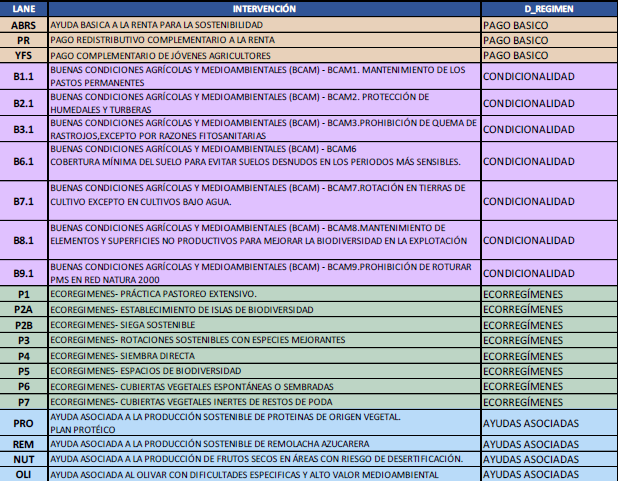 LANE INTERVENCIÓN D_REGIMEN
ABRS AYUDA BASICA A LA RENTA PARA LA SOSTENIBILIDAD PAGO BASICO
PR PAGO REDISTRIBUTIVO COMPLEMENTARIO A LA RENTA PAGO BASICO
YFS PAGO COMPLEMENTARIO DE JÓVENES AGRICULTORES PAGO BASICO
B1.1 BUENAS CONDICIONES AGRÍCOLAS Y MEDIOAMBIENTALES (BCAM) - BCAM1. MANTENIMIENTO DE LOS
PASTOS PERMANENTES CONDICIONALIDAD
B2.1 BUENAS CONDICIONES AGRÍCOLAS Y MEDIOAMBIENTALES (BCAM) - BCAM2. PROTECCIÓN DE
HUMEDALES Y TURBERAS CONDICIONALIDAD
B3.1 BUENAS CONDICIONES AGRÍCOLAS Y MEDIOAMBIENTALES (BCAM) - BCAM3.PROHIBICIÓN DE QUEMA DE
RASTROJOS,EXCEPTO POR RAZONES FITOSANITARIAS CONDICIONALIDAD
B6.1 BUENAS CONDICIONES AGRÍCOLAS Y MEDIOAMBIENTALES (BCAM) - BCAM6
COBERTURA MÍNIMA DEL SUELO PARA EVITAR SUELOS DESNUDOS EN LOS PERIODOS MÁS SENSIBLES. CONDICIONALIDAD
B7.1 BUENAS CONDICIONES AGRÍCOLAS Y MEDIOAMBIENTALES (BCAM) - BCAM7.ROTACIÓN EN TIERRAS DE
CULTIVO EXCEPTO EN CULTIVOS BAJO AGUA. CONDICIONALIDAD
B8.1 BUENAS CONDICIONES AGRÍCOLAS Y MEDIOAMBIENTALES (BCAM) - BCAM8.MANTENIMIENTO DE
ELEMENTOS Y SUPERFICIES NO PRODUCTIVOS PARA MEJORAR LA BIODIVERSIDAD EN LA EXPLOTACIÓN CONDICIONALIDAD
B9.1 BUENAS CONDICIONES AGRÍCOLAS Y MEDIOAMBIENTALES (BCAM) - BCAM9.PROHIBICIÓN DE ROTURAR
PMS EN RED NATURA 2000 CONDICIONALIDAD
P1 ECOREGIMENES- PRÁCTICA PASTOREO EXTENSIVO. ECORREGÍMENES
P2A ECOREGIMENES- ESTABLECIMIENTO DE ISLAS DE BIODIVERSIDAD ECORREGÍMENES
P2B ECOREGIMENES- SIEGA SOSTENIBLE ECORREGÍMENES
P3 ECOREGIMENES- ROTACIONES SOSTENIBLES CON ESPECIES MEJORANTES ECORREGÍMENES
P4 ECOREGIMENES- SIEMBRA DIRECTA ECORREGÍMENES
P5 ECOREGIMENES- ESPACIOS DE BIODIVERSIDAD ECORREGÍMENES
P6 ECOREGIMENES- CUBIERTAS VEGETALES ESPONTÁNEAS O SEMBRADAS ECORREGÍMENES
P7 ECOREGIMENES- CUBIERTAS VEGETALES INERTES DE RESTOS DE PODA ECORREGÍMENES
PRO AYUDA ASOCIADA A LA PRODUCCIÓN SOSTENIBLE DE PROTEINAS DE ORIGEN VEGETAL.
PLAN PROTÉICO AYUDAS ASOCIADAS
REM AYUDA ASOCIADA A LA PRODUCCIÓN SOSTENIBLE DE REMOLACHA AZUCARERA AYUDAS ASOCIADAS
NUT AYUDA ASOCIADA A LA PRODUCCIÓN DE FRUTOS SECOS EN ÁREAS CON RIESGO DE DESERTIFICACIÓN. AYUDAS ASOCIADAS
OLI AYUDA ASOCIADA AL OLIVAR CON DIFICULTADES ESPECIFICAS Y ALTO VALOR MEDIOAMBIENTAL AYUDAS ASOCIADAS